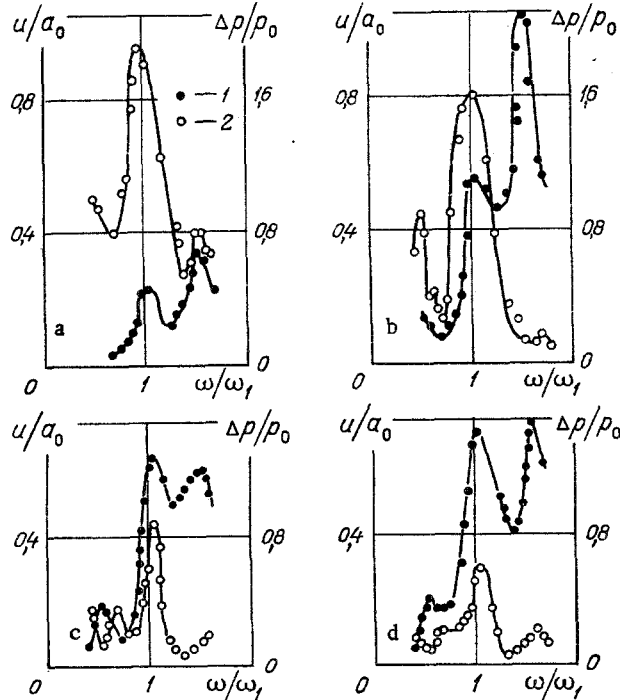 u/a₀ Δp/p₀ u/a₀ Δp/p₀
1
0,8 2 1,6 0,8 1,6
0,4 0,8 0,4 0,8
a b
0 0
0 1 ω/ω₁ 0 1 ω/ω₁
u/a₀ Δp/p₀ u/a₀ Δp/p₀
0,4 0,8 0,4 0,8
c d
0 0
0 1 ω/ω₁ 0 1 ω/ω₁